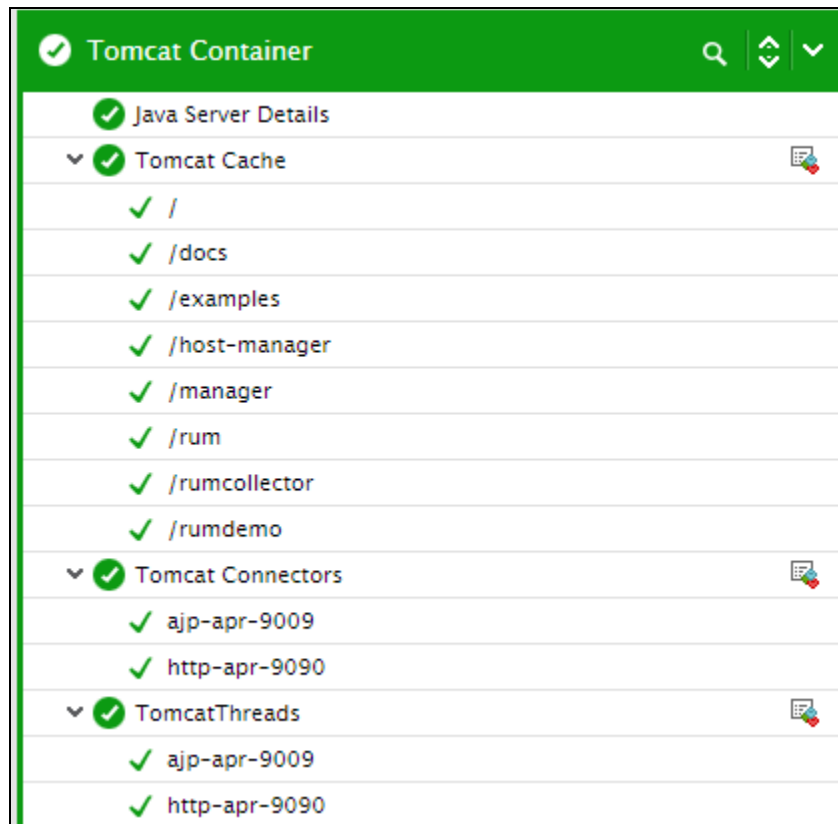 Tomcat Container
Java Server Details
Tomcat Cache
/
/docs
/examples
/host-manager
/manager
/rum
/rumcollector
/rumdemo
Tomcat Connectors
ajp-apr-9009
http-apr-9090
TomcatThreads
ajp-apr-9009
http-apr-9090